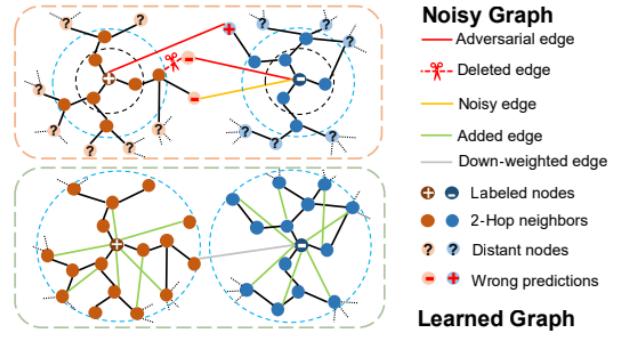 Noisy Graph
Adversarial edge
Deleted edge
Noisy edge
Added edge
Down-weighted edge
Labeled nodes
2-Hop neighbors
Distant nodes
Wrong predictions
Learned Graph